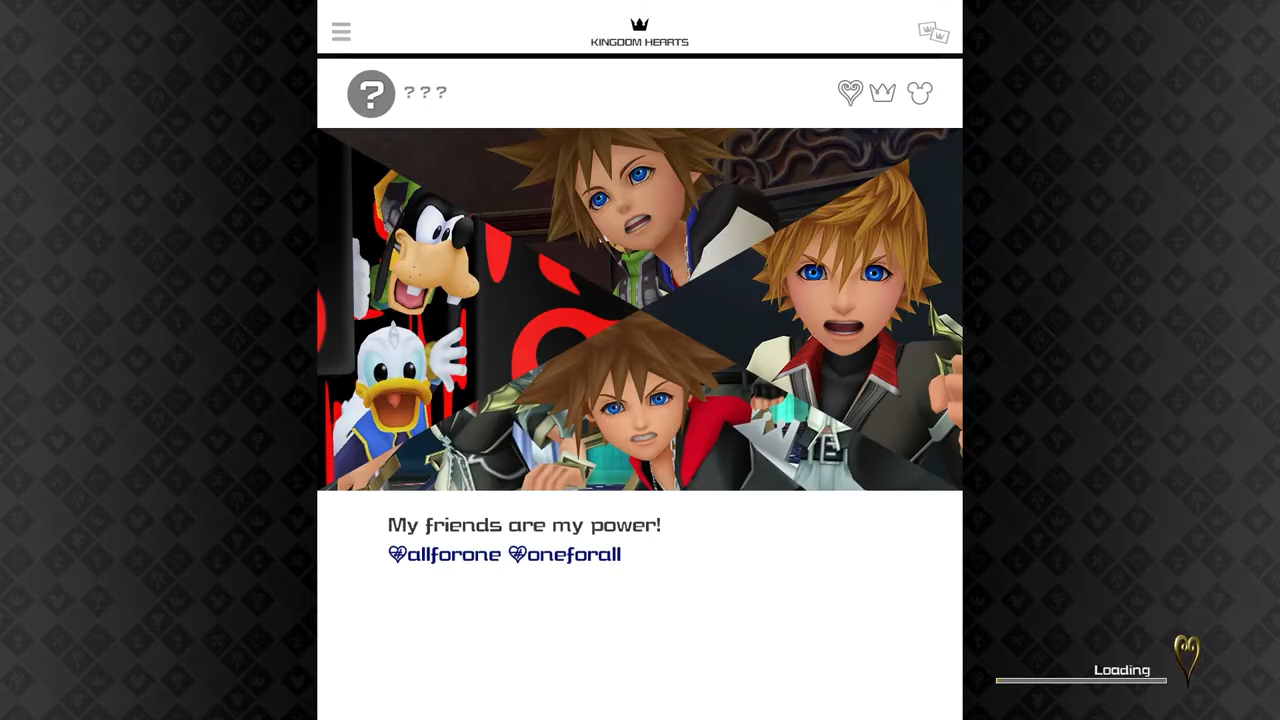 KINGDOM HEARTS
?
? ? ?
My friends are my power!
#allforone #oneforall
Loading